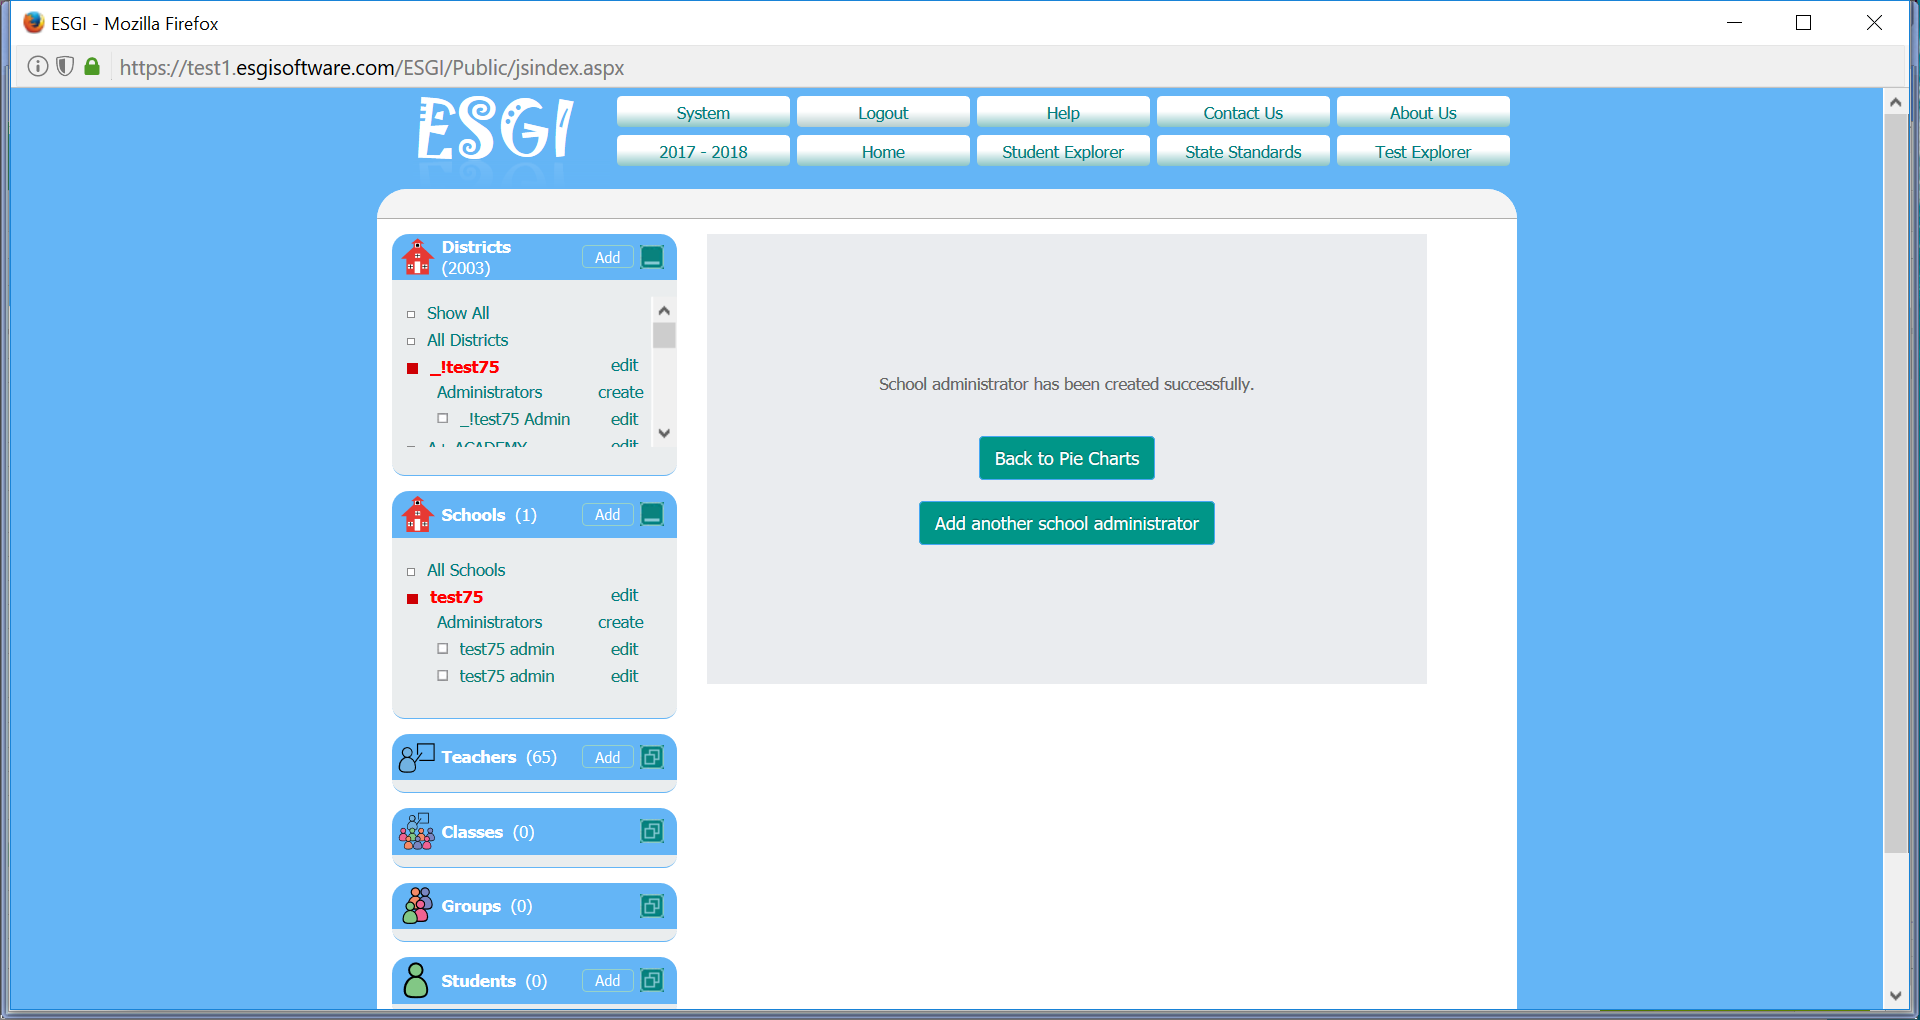 ESGI - Mozilla Firefox
https://test1.esgisoftware.com/ESGI/Public/jsindex.aspx
ESGI
System Logout Help Contact Us About Us
2017 - 2018 Home Student Explorer State Standards Test Explorer
Districts
(2003) Add
Show All
All Districts
_!test75 edit
Administrators create
_!test75 Admin edit
A+ ACADEMY edit
School administrator has been created successfully.
Back to Pie Charts
Add another school administrator
Schools (1) Add
All Schools
test75 edit
Administrators create
test75 admin edit
test75 admin edit
Teachers (65) Add
Classes (0)
Groups (0)
Students (0) Add